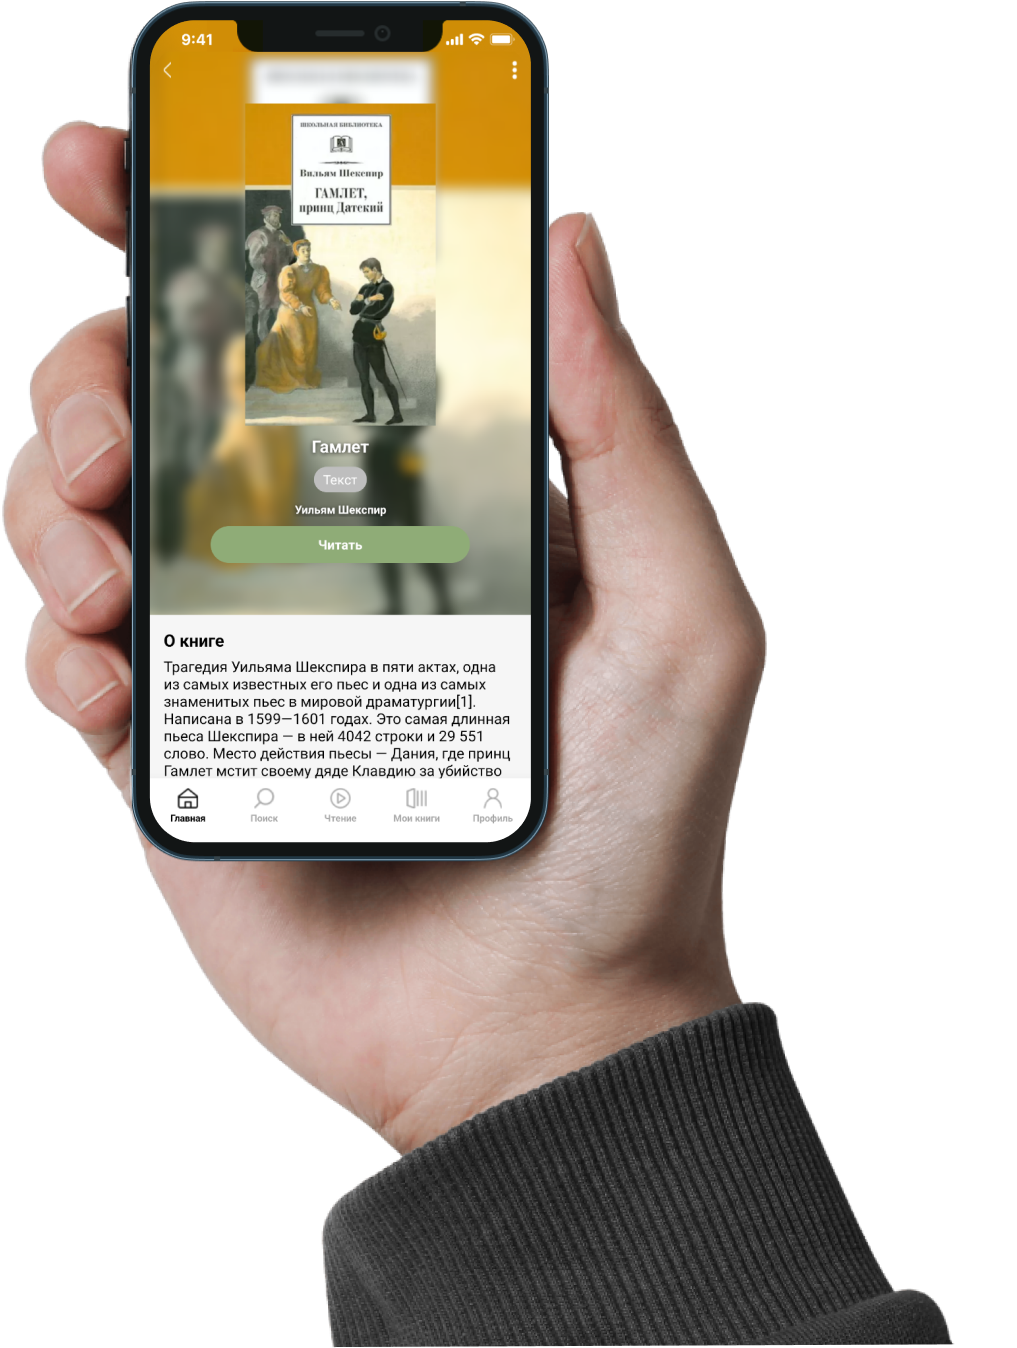 9:41
ШКОЛЬНАЯ БИБЛИОТЕКА
Вильям Шекспир
ГАМЛЕТ,
принц Датский
Гамлет
Текст
Уильям Шекспир
Читать
О книге
Трагедия Уильяма Шекспира в пяти актах, одна
из самых известных его пьес и одна из самых
знаменитых пьес в мировой драматургии[1].
Написана в 1599—1601 годах. Это самая длинная
пьеса Шекспира — в ней 4042 строки и 29 551
слово. Место действия пьесы — Дания, где принц
Гамлет мстит своему дяде Клавдию за убийство
Главная Поиск Чтение Мои книги Профиль